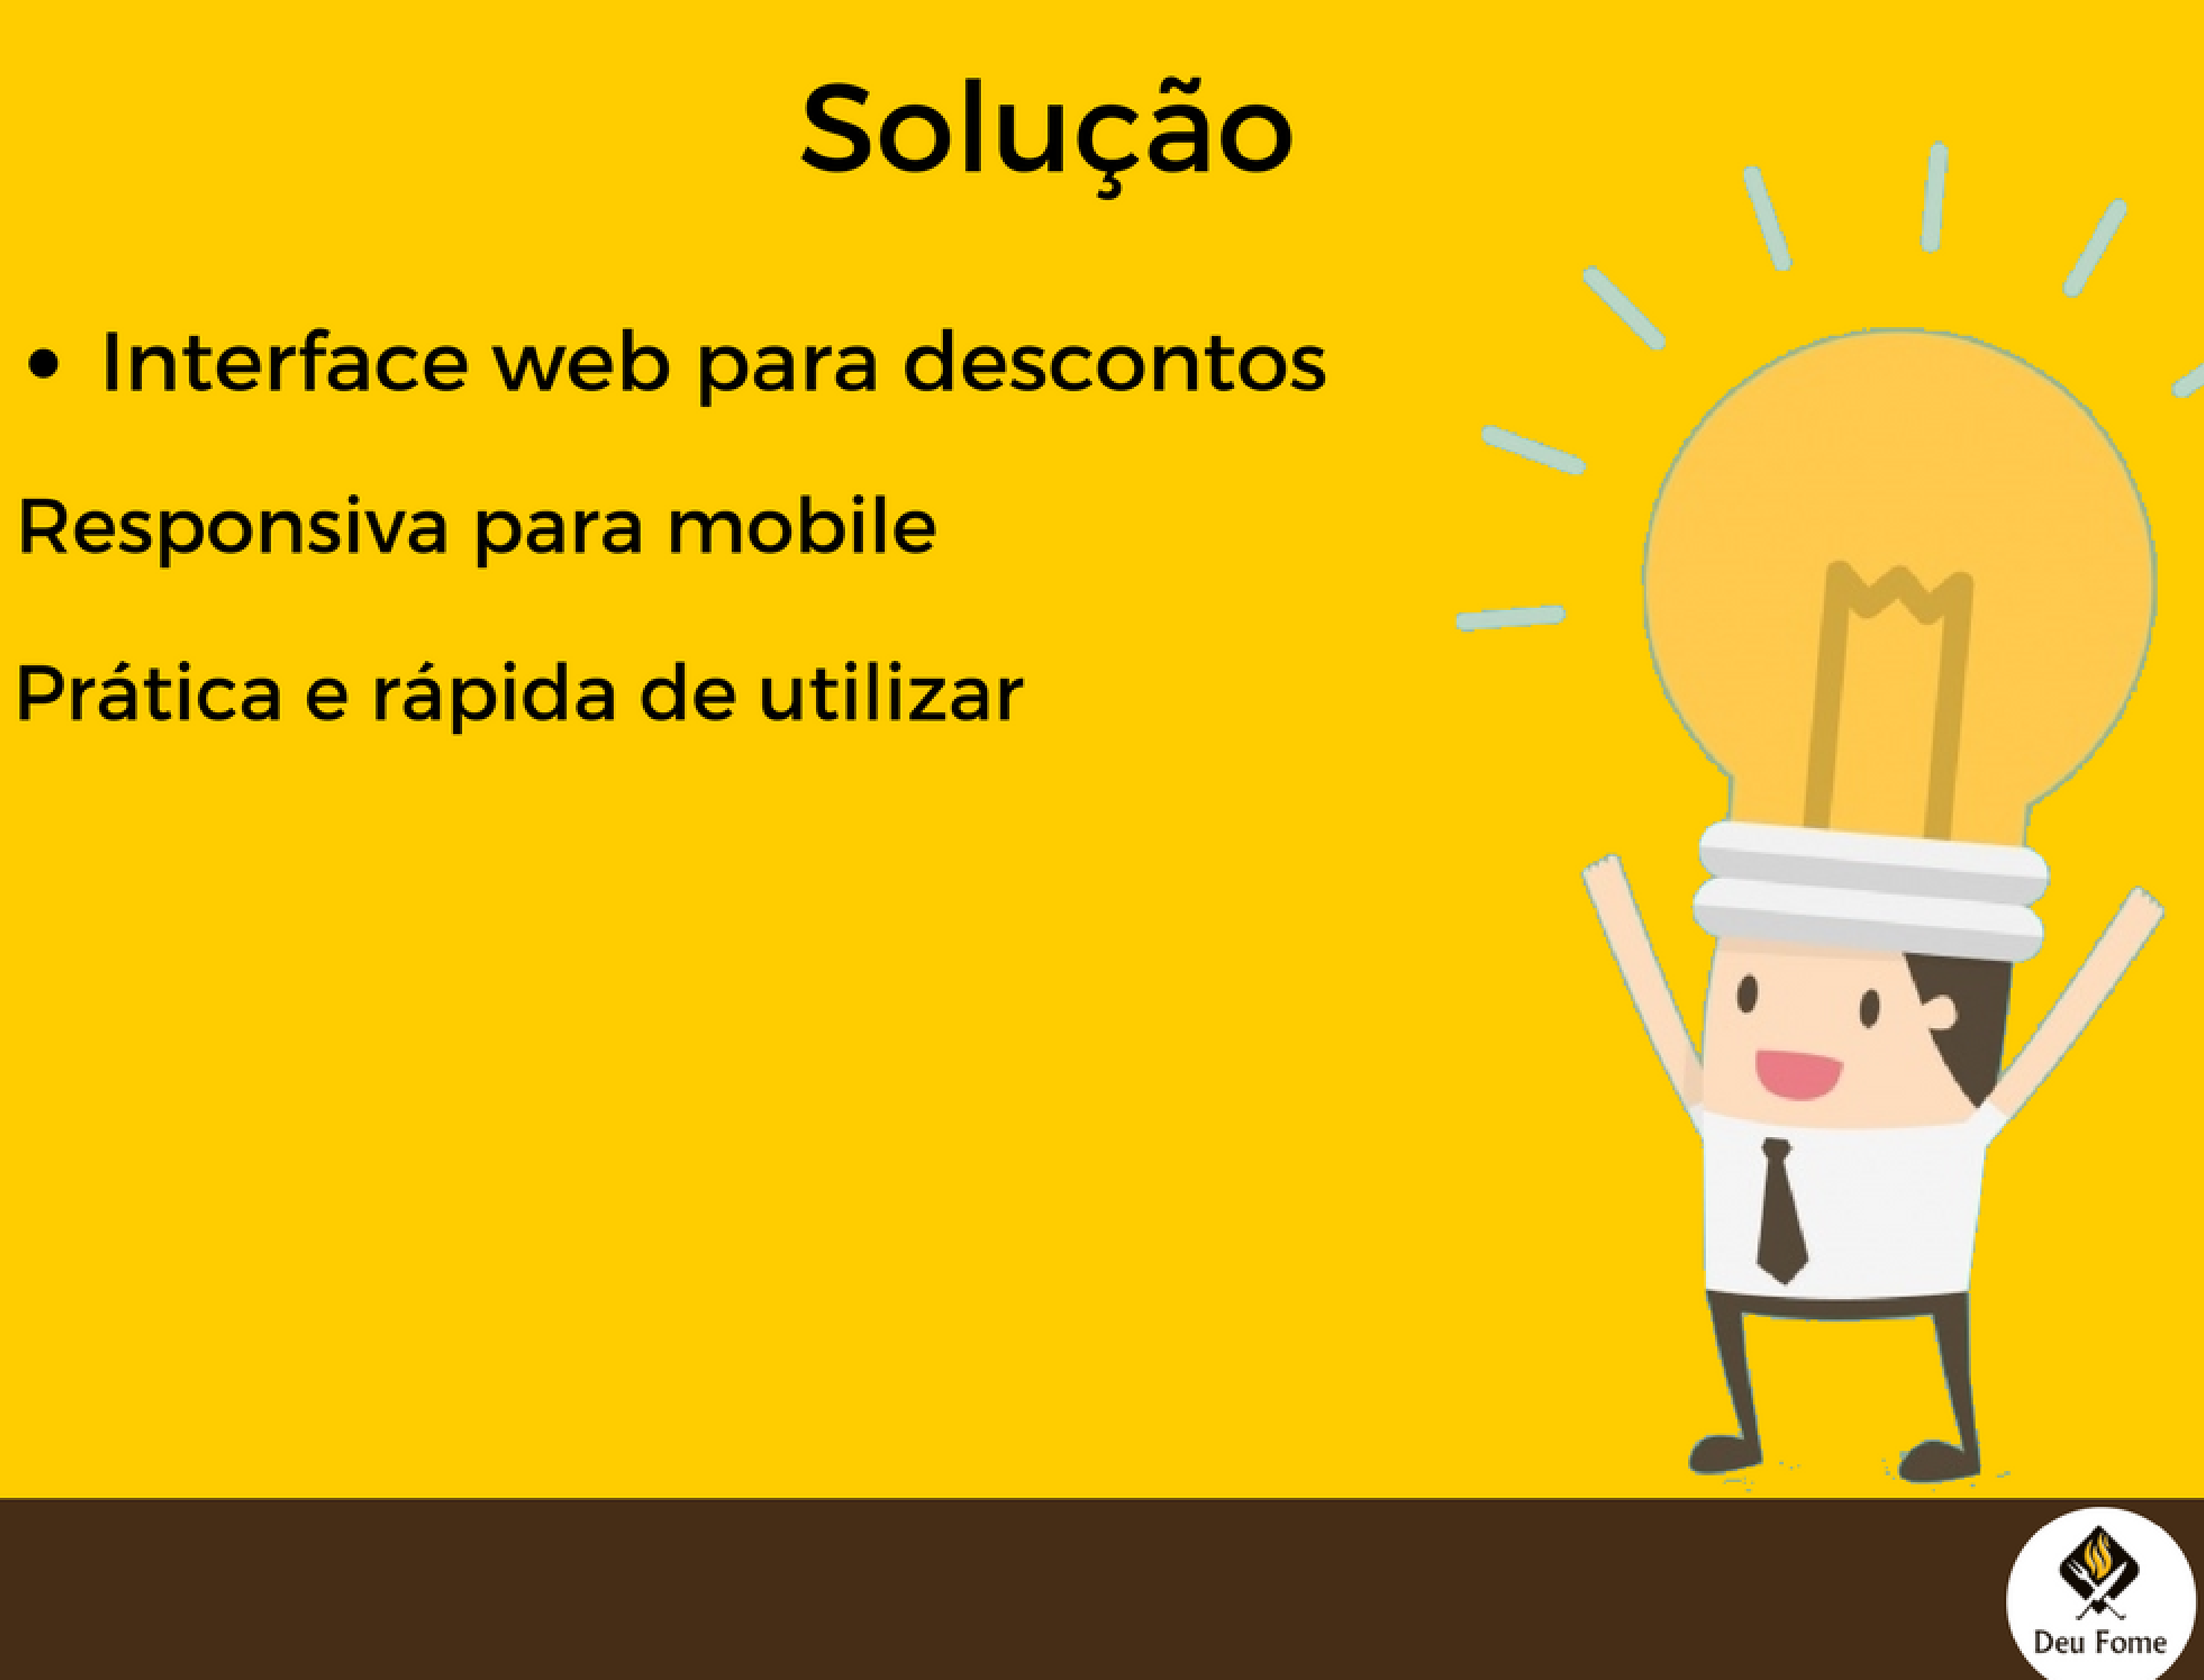 Solução
• Interface web para descontos
Responsiva para mobile
Prática e rápida de utilizar
Deu Fome